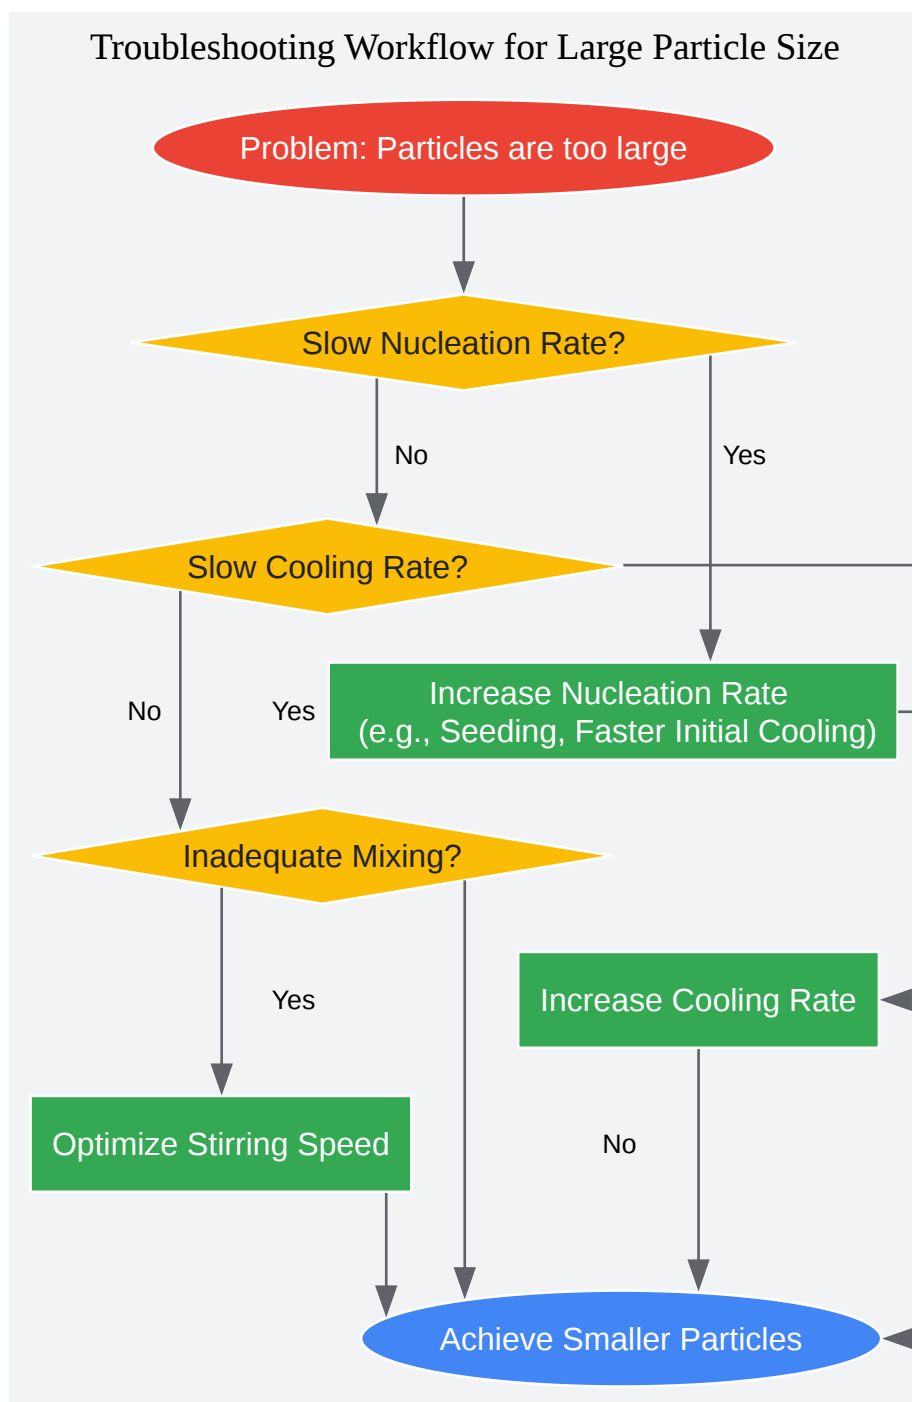 Troubleshooting Workflow for Large Particle Size
Problem: Particles are too large
Slow Nucleation Rate?
No
Yes
Slow Cooling Rate?
No
Yes
Increase Nucleation Rate
(e.g., Seeding, Faster Initial Cooling)
Inadequate Mixing?
Yes
Increase Cooling Rate
Optimize Stirring Speed
No
Achieve Smaller Particles